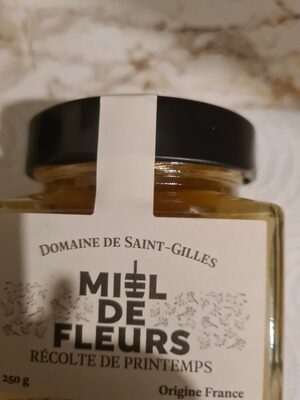 DOMAINE DE SAINT-GILLES
MIEL
DE
FLEURS
RÉCOLTE DE PRINTEMPS
250 g Origine France